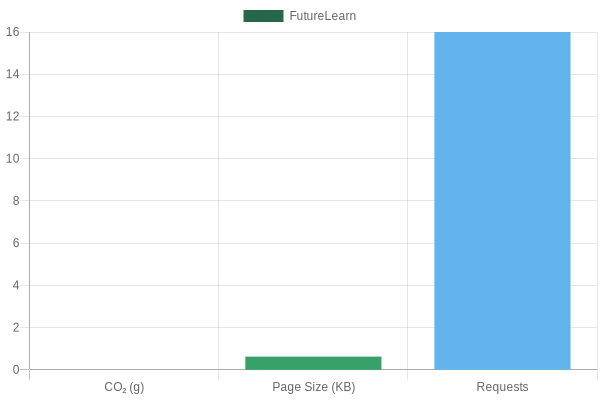 FutureLearn
16
14
12
10
8
6
4
2
0
CO₂ (g)
Page Size (KB)
Requests